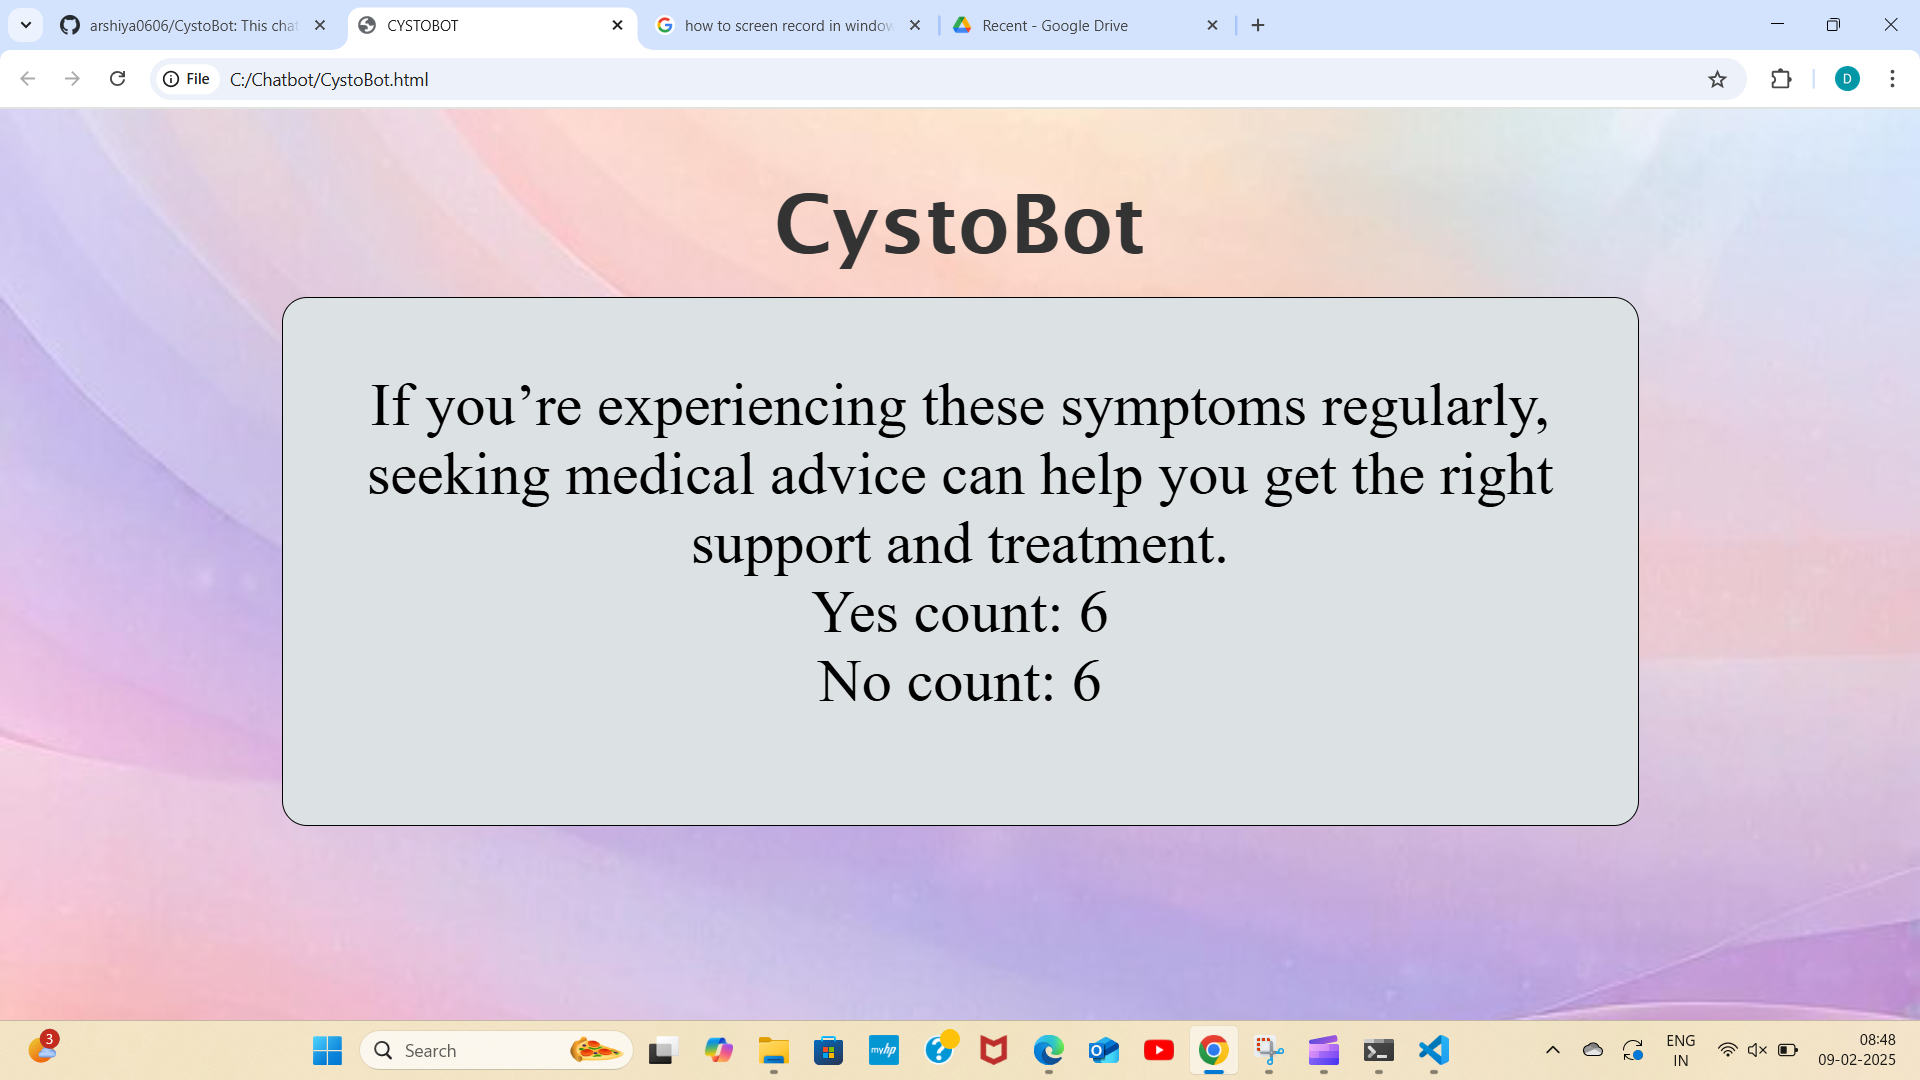 arshiya0606/CystoBot: This chat
CYSTOBOT
how to screen record in window
Recent - Google Drive
File
C:/Chatbot/CystoBot.html
D
CystoBot
If you’re experiencing these symptoms regularly,
seeking medical advice can help you get the right
support and treatment.
Yes count: 6
No count: 6
3
Search
myhp
ENG
IN
08:48
09-02-2025